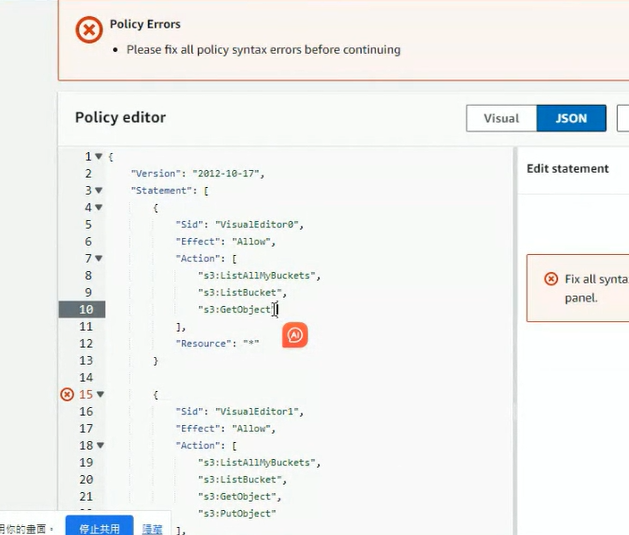 Policy Errors
• Please fix all policy syntax errors before continuing
Policy editor
Visual
JSON
1 {
2 "Version": "2012-10-17",
3 "Statement": [
4 {
5 "Sid": "VisualEditor0",
6 "Effect": "Allow",
7 "Action": [
8 "s3:ListAllMyBuckets",
9 "s3:ListBucket",
10 "s3:GetObject"
11 ],
12 "Resource": "*"
13 }
14
15 {
16 "Sid": "VisualEditor1",
17 "Effect": "Allow",
18 "Action": [
19 "s3:ListAllMyBuckets",
20 "s3:ListBucket",
21 "s3:GetObject",
"s3:PutObject"
],
Edit statement
Fix all synta
panel.
AI
用你的畫面。
停止共用
隱藏